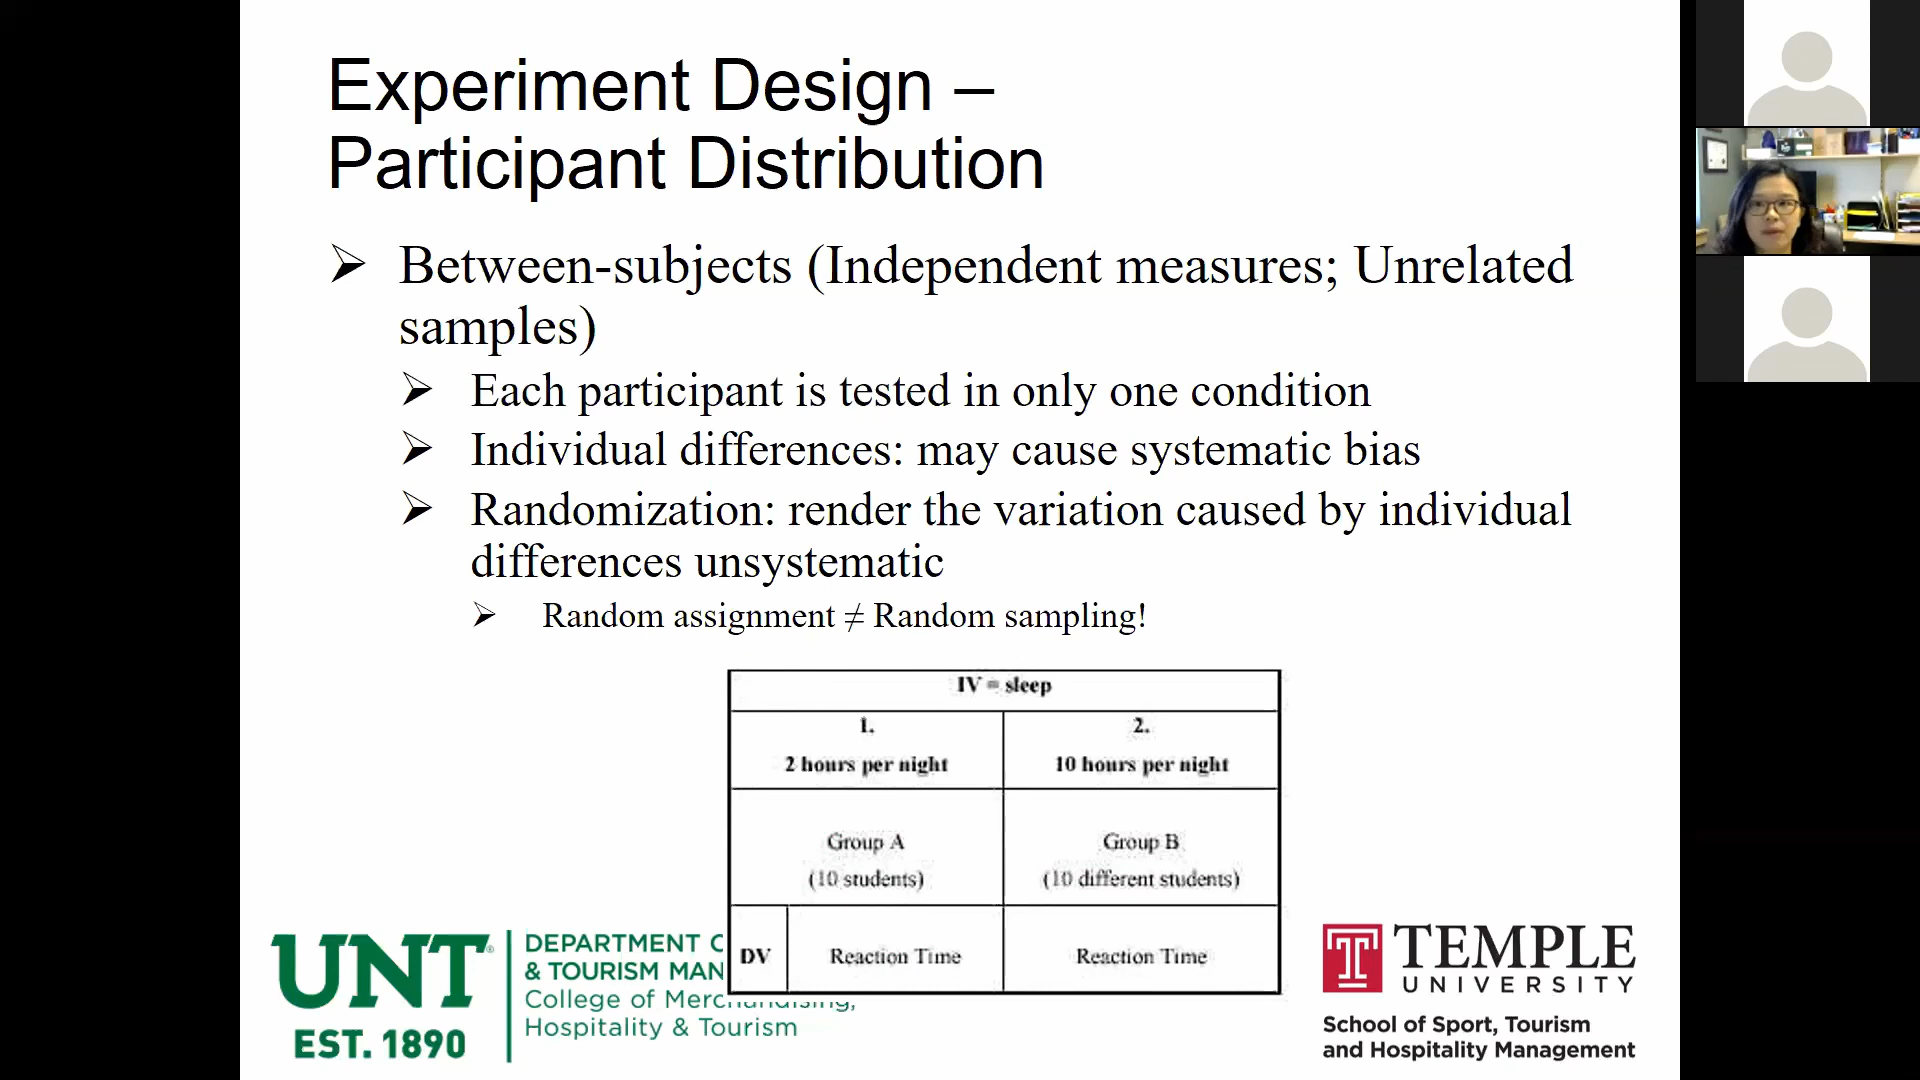 Experiment Design –
Participant Distribution
➢ Between-subjects (Independent measures; Unrelated
samples)
➢ Each participant is tested in only one condition
➢ Individual differences: may cause systematic bias
➢ Randomization: render the variation caused by individual
differences unsystematic
➢ Random assignment ≠ Random sampling!
IV = sleep
1.
2 hours per night
2.
10 hours per night
Group A
(10 students)
Group B
(10 different students)
DV
Reaction Time
Reaction Time
UNT®
EST. 1890
DEPARTMENT
& TOURISM
College of Merchandising,
Hospitality & Tourism
T TEMPLE
UNIVERSITY
School of Sport, Tourism
and Hospitality Management